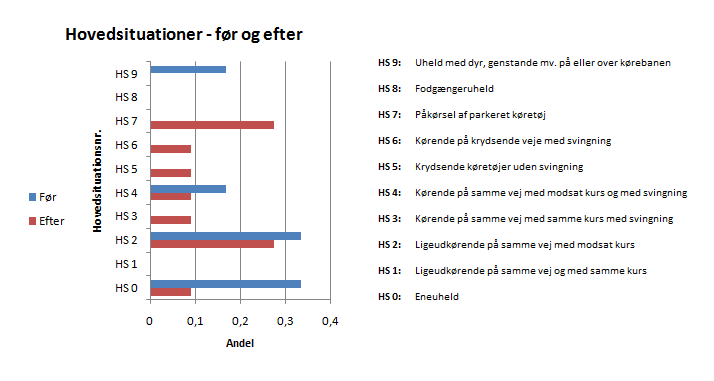 Hovedsituationer - før og efter
Hovedsituationsnr.
HS 9
HS 8
HS 7
HS 6
HS 5
HS 4
HS 3
HS 2
HS 1
HS 0
0 0,1 0,2 0,3 0,4
Andel
Før
Efter
HS 9: Uheld med dyr, genstande mv. på eller over kørebanen
HS 8: Fodgængeruheld
HS 7: Påkørsel af parkeret køretøj
HS 6: Kørende på krydsende veje med svingning
HS 5: Krydsende køretøjer uden svingning
HS 4: Kørende på samme vej med modsat kurs og med svingning
HS 3: Kørende på samme vej med samme kurs med svingning
HS 2: Ligeudkørende på samme vej med modsat kurs
HS 1: Ligeudkørende på samme vej og med samme kurs
HS 0: Eneuheld